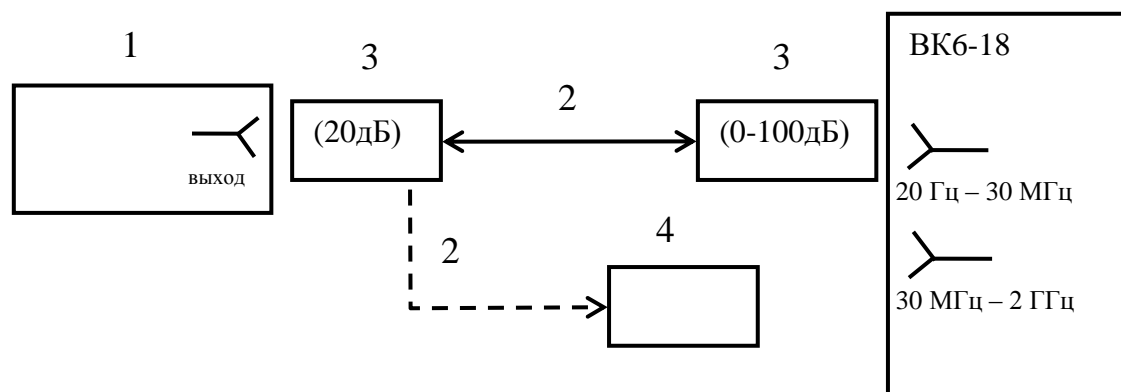 ВК6-18
1
3
3
2
(20дБ)
(0-100дБ)
выход
20 Гц – 30 МГц
2
4
30 МГц – 2 ГГц